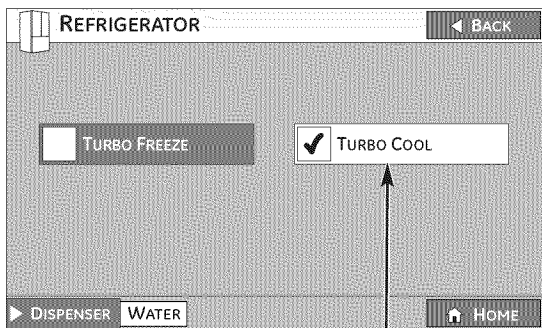 REFRIGERATOR
BACK
TURBO FREEZE
TURBO COOL
DISPENSER WATER
HOME